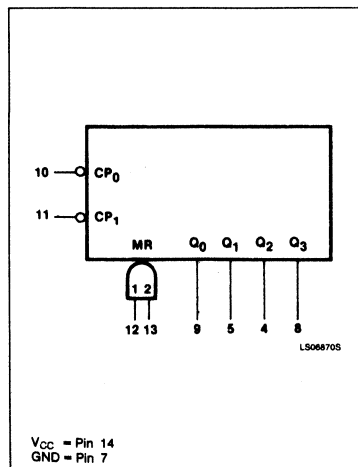 10 CP0
11 CP1
MR Q0 Q1 Q2 Q3
1 2
12 13 9 5 4 8
LS06870S
VCC = Pin 14
GND = Pin 7